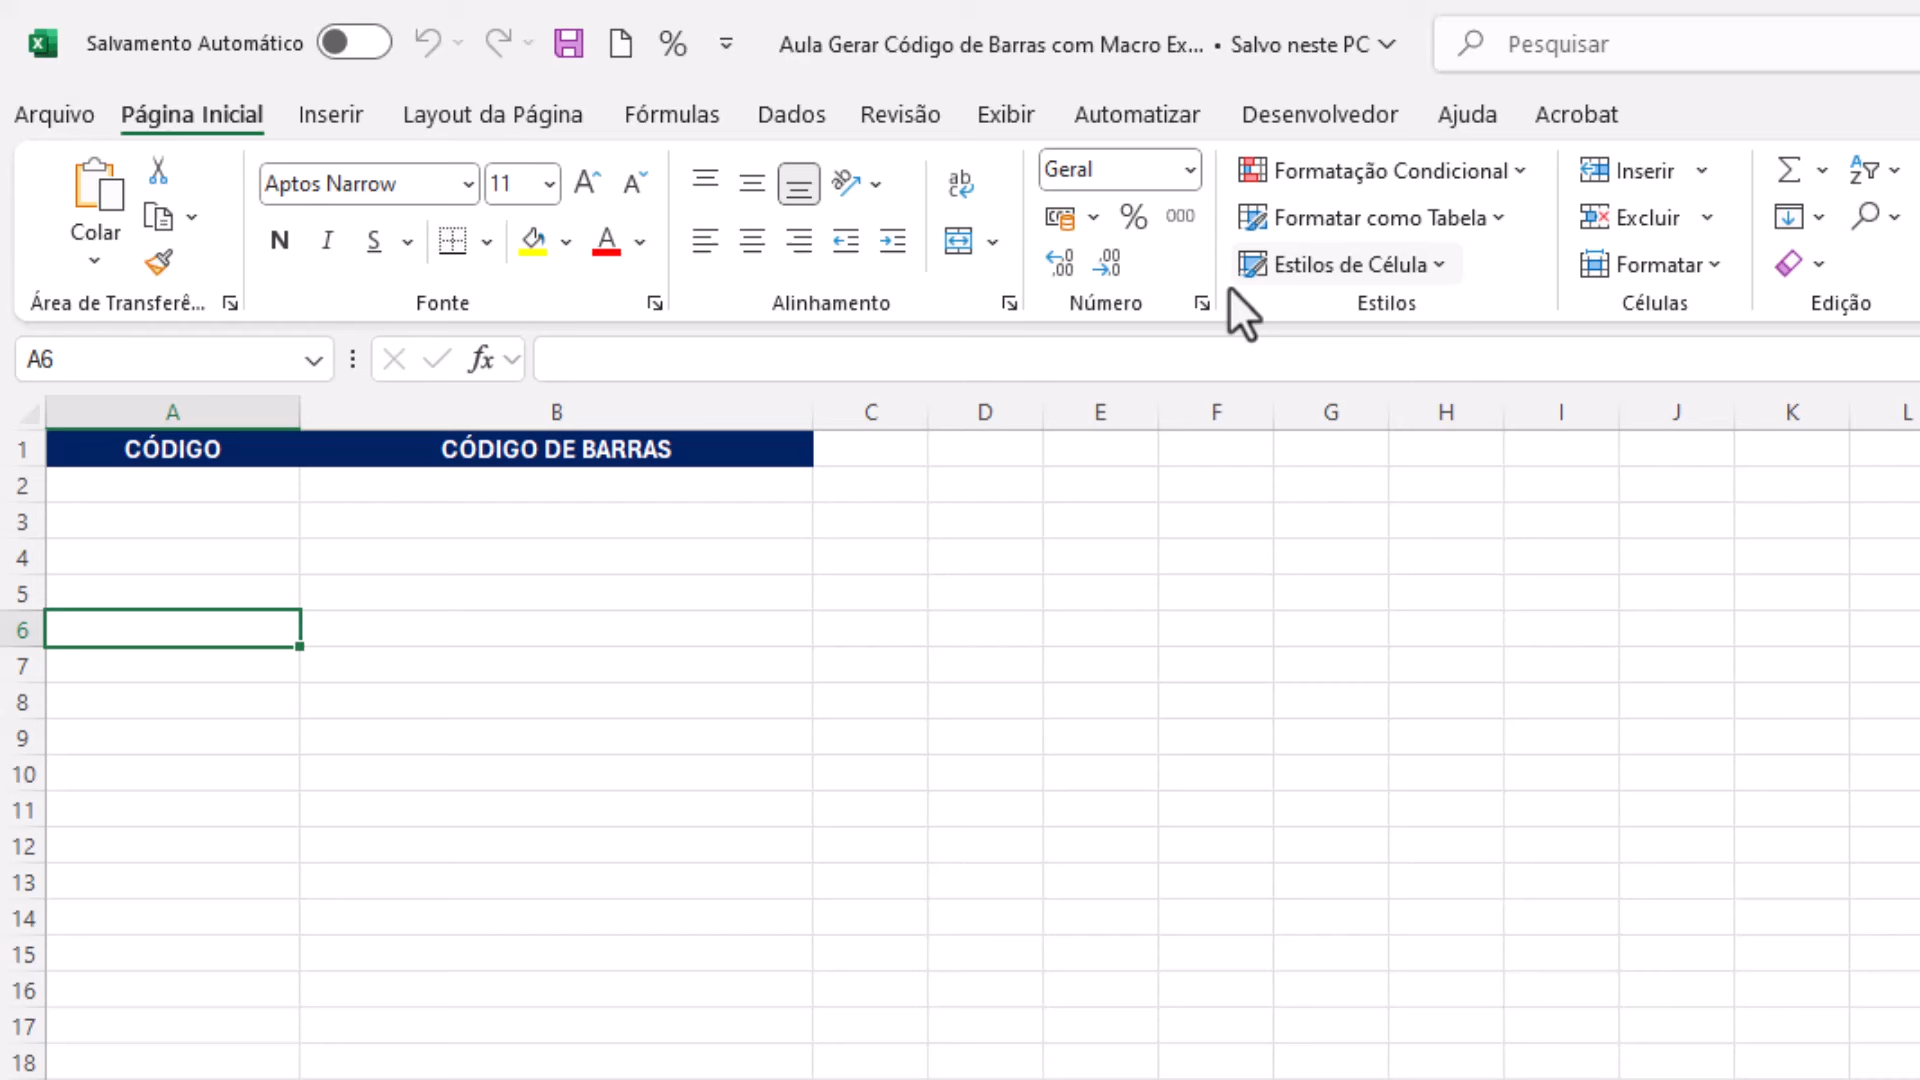 Salvamento Automático
Aula Gerar Código de Barras com Macro Ex... • Salvo neste PC
Pesquisar
Arquivo Página Inicial Inserir Layout da Página Fórmulas Dados Revisão Exibir Automatizar Desenvolvedor Ajuda Acrobat
Colar
Aptos Narrow 11
N I S A
ab
Geral
% 000
Formatação Condicional
Formatar como Tabela
Estilos de Célula
Inserir
Excluir
Formatar
Área de Transferê... Fonte Alinhamento Número Estilos Células Edição
A6 fx
A B C D E F G H I J K L
1 CÓDIGO CÓDIGO DE BARRAS
2
3
4
5
6
7
8
9
10
11
12
13
14
15
16
17
18